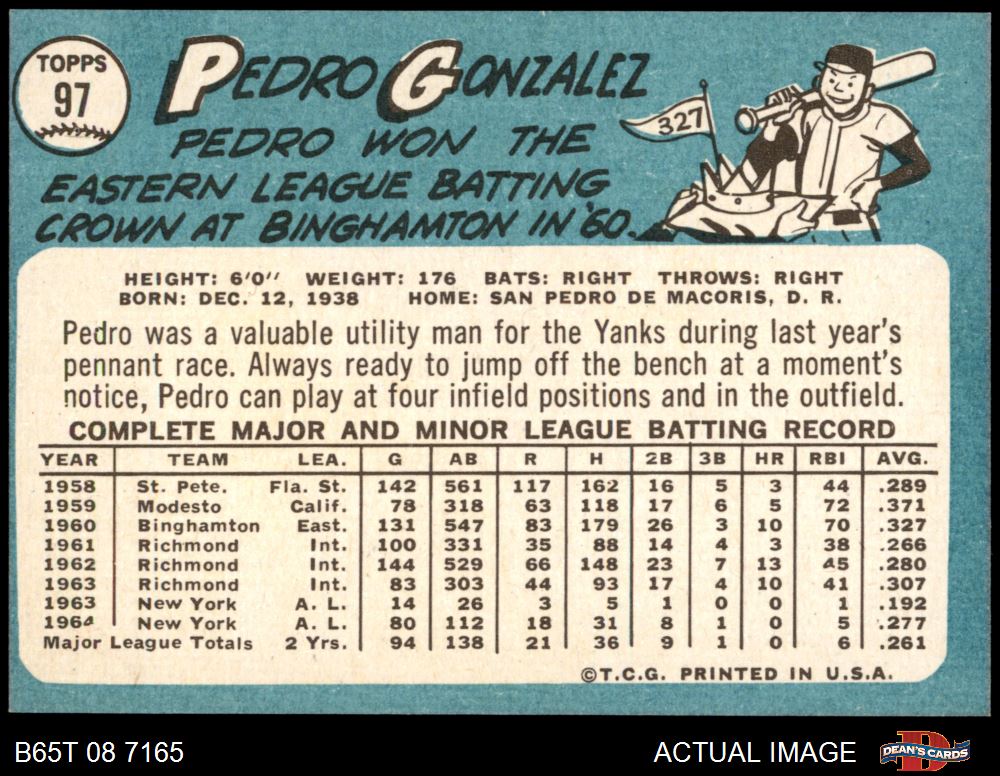 TOPPS
97
PEDRO GONZALEZ
327
PEDRO WON THE
EASTERN LEAGUE BATTING
CROWN AT BINGHAMTON IN '60.
HEIGHT: 6'0" WEIGHT: 176 BATS: RIGHT THROWS: RIGHT
BORN: DEC. 12, 1938 HOME: SAN PEDRO DE MACORIS, D. R.
Pedro was a valuable utility man for the Yanks during last year's
pennant race. Always ready to jump off the bench at a moment's
notice, Pedro can play at four infield positions and in the outfield.
COMPLETE MAJOR AND MINOR LEAGUE BATTING RECORD
YEAR TEAM LEA. G AB R H 2B 3B HR RBI AVG.
1958 St. Pete. Fla. St. 142 561 117 162 16 5 3 44 .289
1959 Modesto Calif. 78 318 63 118 17 6 5 72 .371
1960 Binghamton East. 131 547 83 179 26 3 10 70 .327
1961 Richmond Int. 100 331 35 88 14 4 3 38 .266
1962 Richmond Int. 144 529 66 148 23 7 13 45 .280
1963 Richmond Int. 83 303 44 93 17 4 10 41 .307
1963 New York A. L. 14 26 3 5 1 0 0 1 .192
1964 New York A. L. 80 112 18 31 8 1 0 5 .277
Major League Totals 2 Yrs. 94 138 21 36 9 1 0 6 .261
©T.C.G. PRINTED IN U.S.A.
B65T 08 7165 ACTUAL IMAGE DEAN'S CARDS